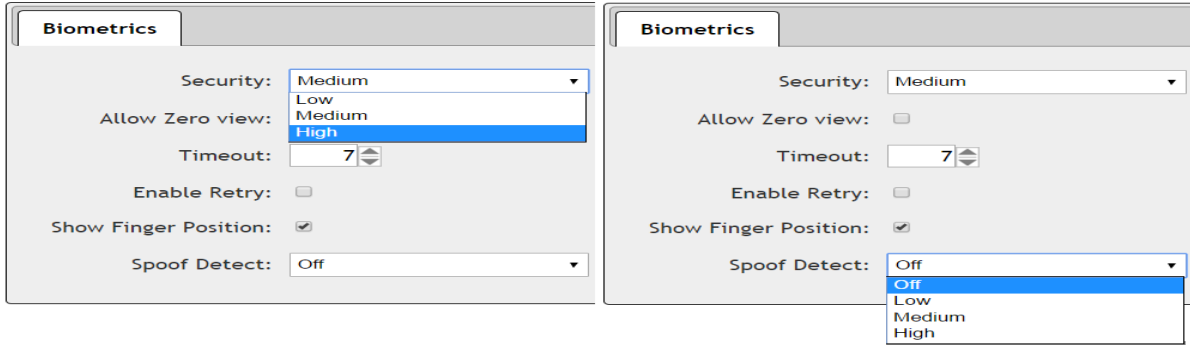 Biometrics
Security: Medium
Low
Allow Zero view: Medium
High
Timeout: 7
Enable Retry:
Show Finger Position:
Spoof Detect: Off
Biometrics
Security: Medium
Allow Zero view:
Timeout: 7
Enable Retry:
Show Finger Position:
Spoof Detect: Off
Off
Low
Medium
High